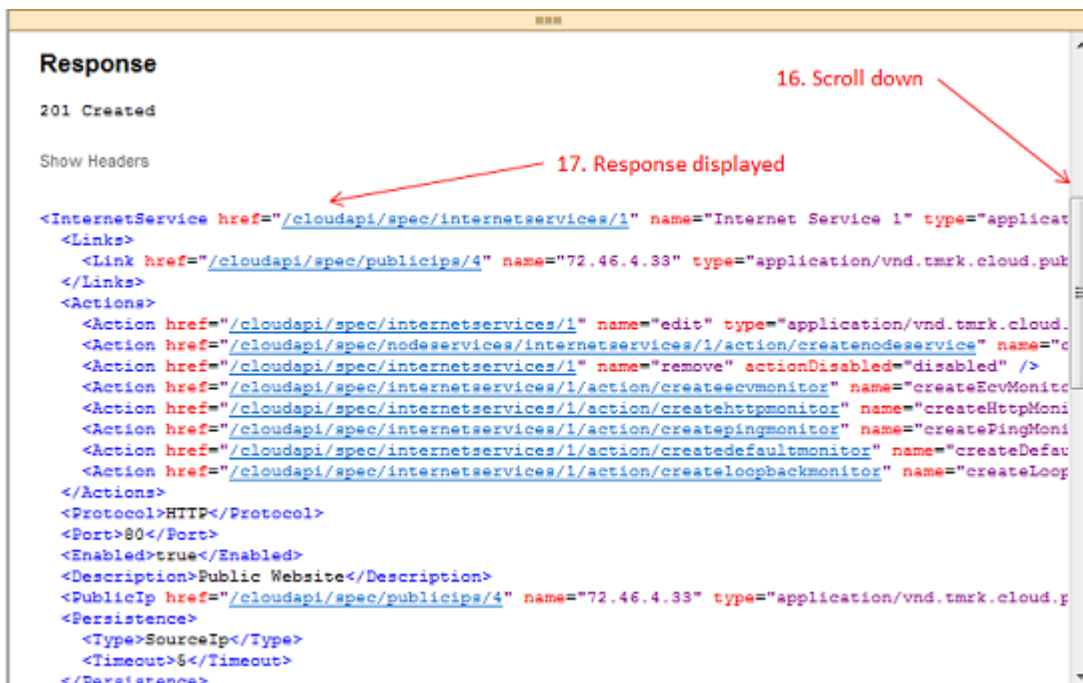 Response
16. Scroll down
201 Created
Show Headers
17. Response displayed
<InternetService href="/cloudapi/spec/internetservices/1" name="Internet Service 1" type="applicat
<Links>
<Link href="/cloudapi/spec/publicips/4" name="72.46.4.33" type="application/vnd.tmrk.cloud.pub
</Links>
<Actions>
<Action href="/cloudapi/spec/internetservices/1" name="edit" type="application/vnd.tmrk.cloud.
<Action href="/cloudapi/spec/nodeservices/internetservices/1/action/createnodeservice" name="c
<Action href="/cloudapi/spec/internetservices/1" name="remove" actionDisabled="disabled" />
<Action href="/cloudapi/spec/internetservices/1/action/createecvmonitor" name="createEcvMonito
<Action href="/cloudapi/spec/internetservices/1/action/createhttpmonitor" name="createHttpMoni
<Action href="/cloudapi/spec/internetservices/1/action/createpingmonitor" name="createPingMoni
<Action href="/cloudapi/spec/internetservices/1/action/createdefaultmonitor" name="createDefau
<Action href="/cloudapi/spec/internetservices/1/action/createloopbackmonitor" name="createLoop
</Actions>
<Protocol>HTTP</Protocol>
<Port>80</Port>
<Enabled>true</Enabled>
<Description>Public Website</Description>
<PublicIp href="/cloudapi/spec/publicips/4" name="72.46.4.33" type="application/vnd.tmrk.cloud.p
<Persistence>
<Type>SourceIp</Type>
<Timeout>5</Timeout>
</Persistence>